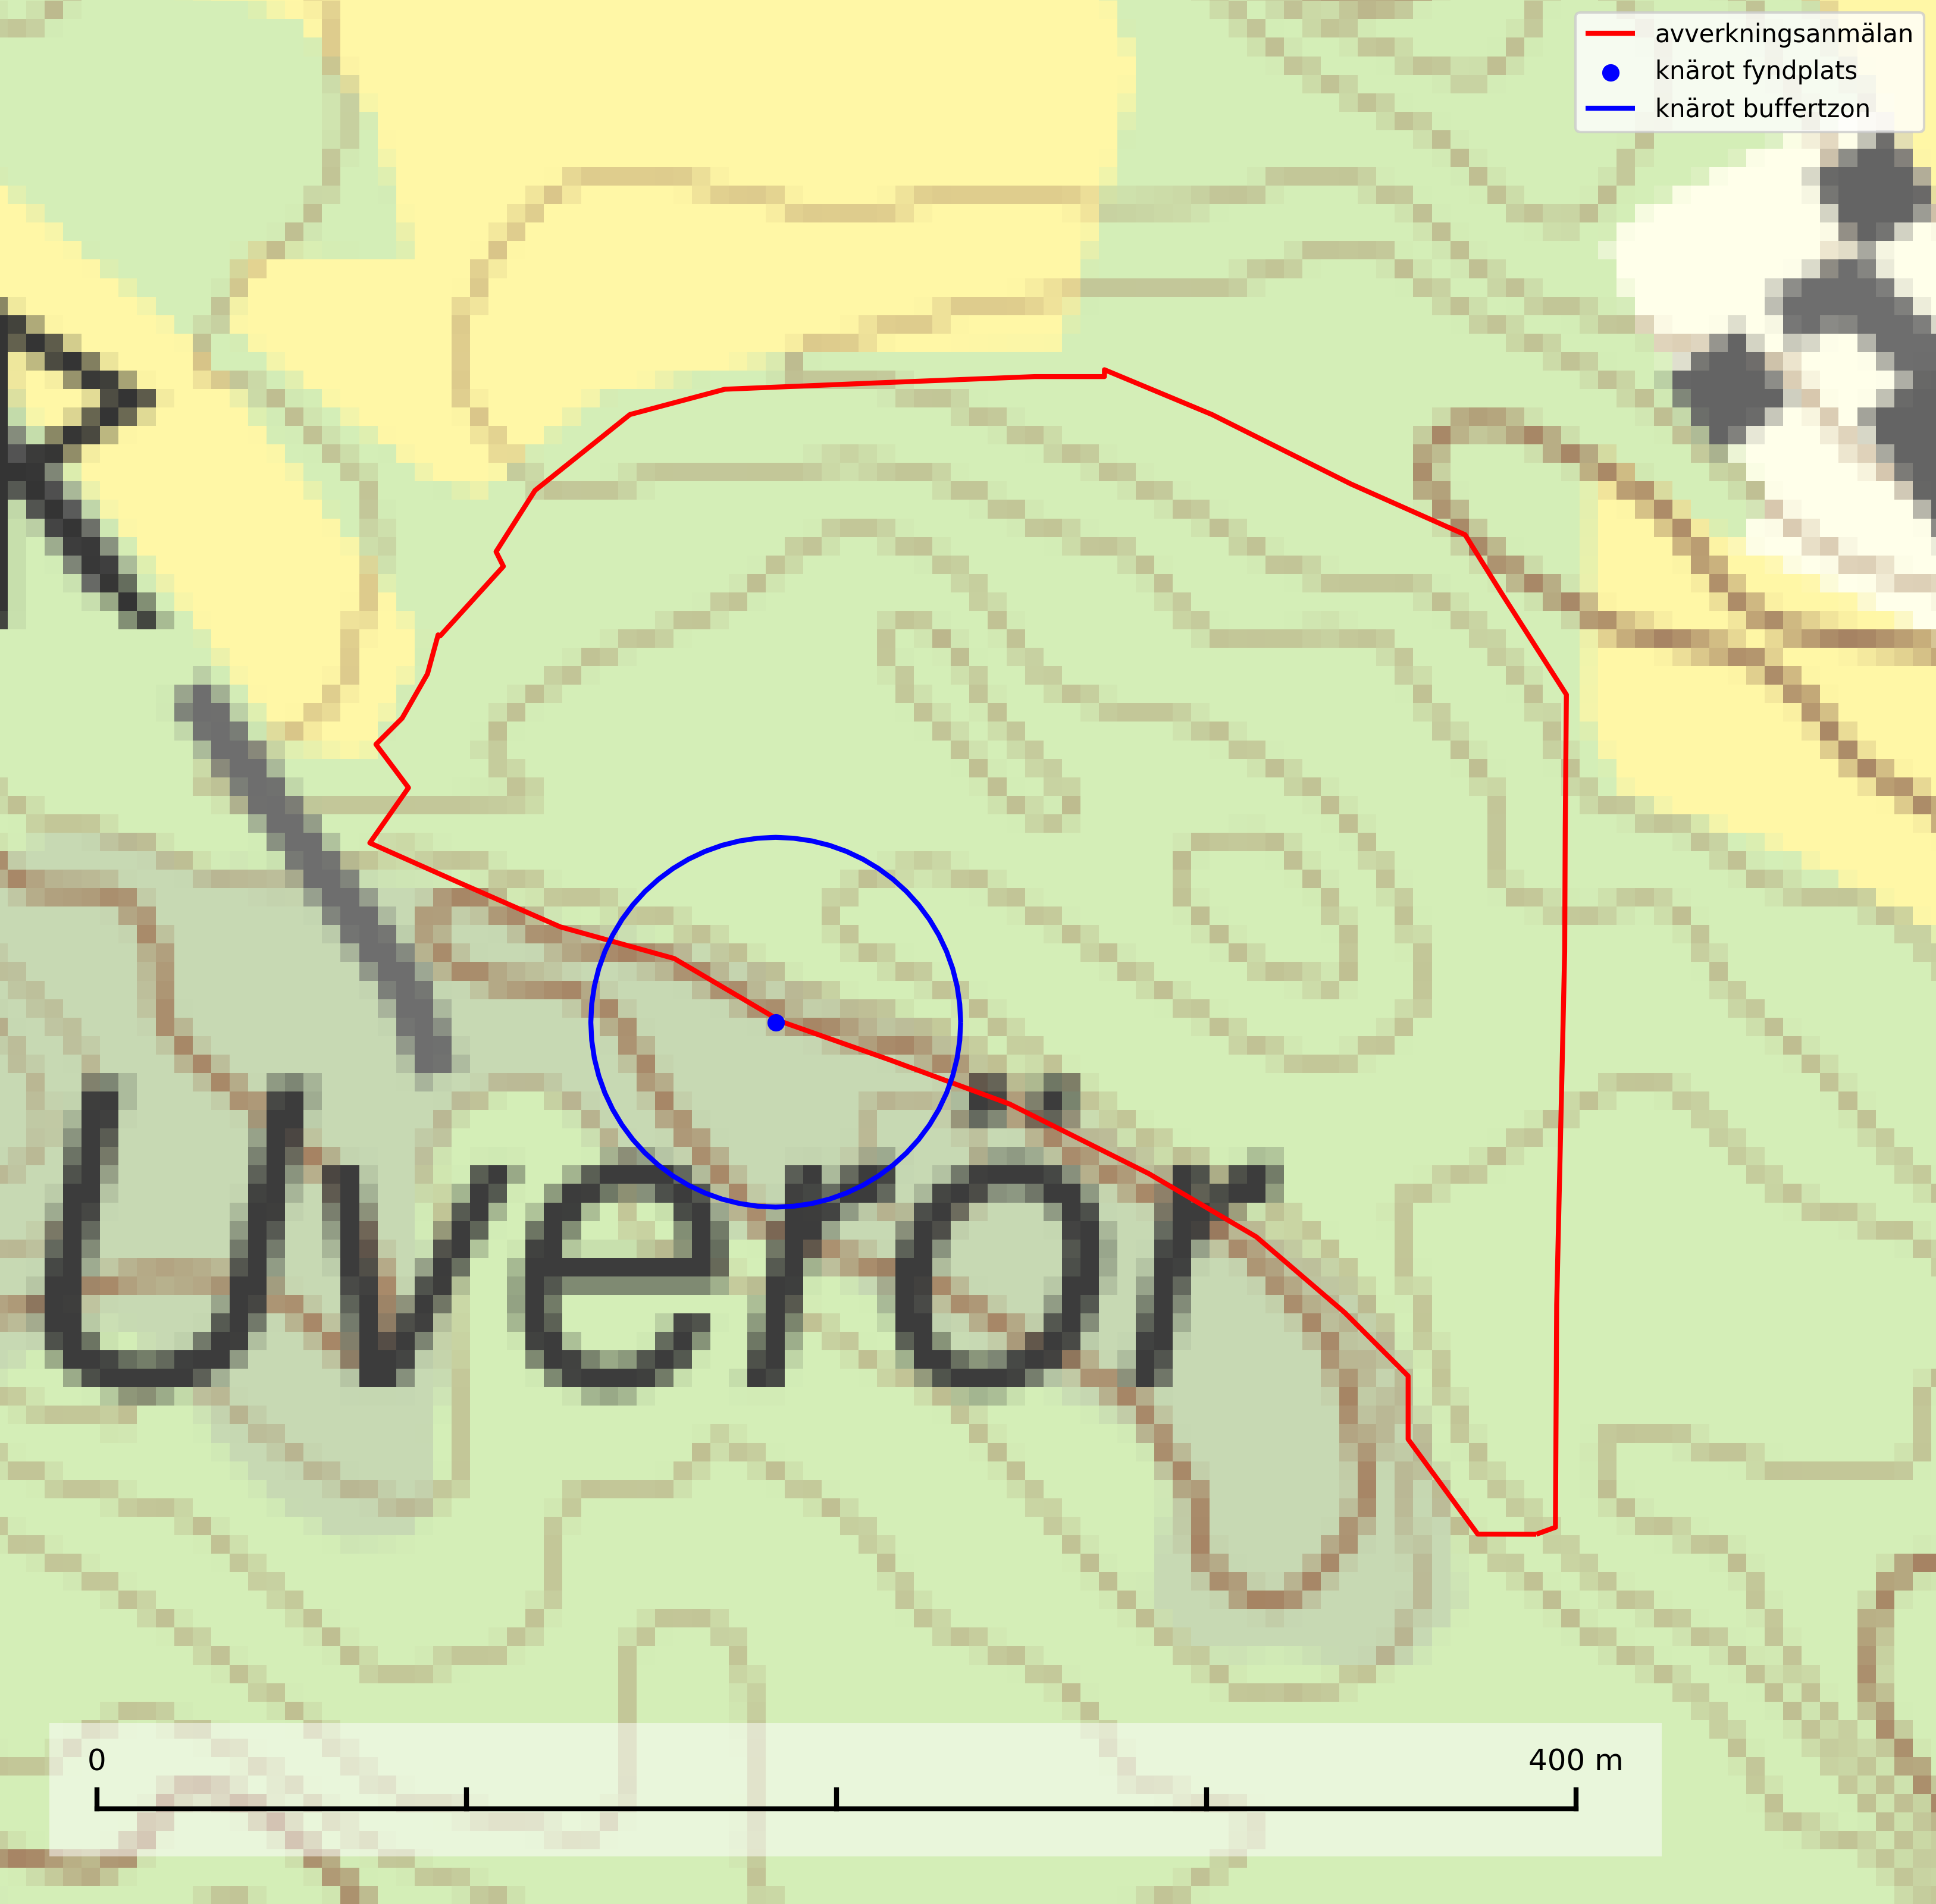 avverkningsanmälan
knärot fyndplats
knärot buffertzon
R
Uverör
0 400 m